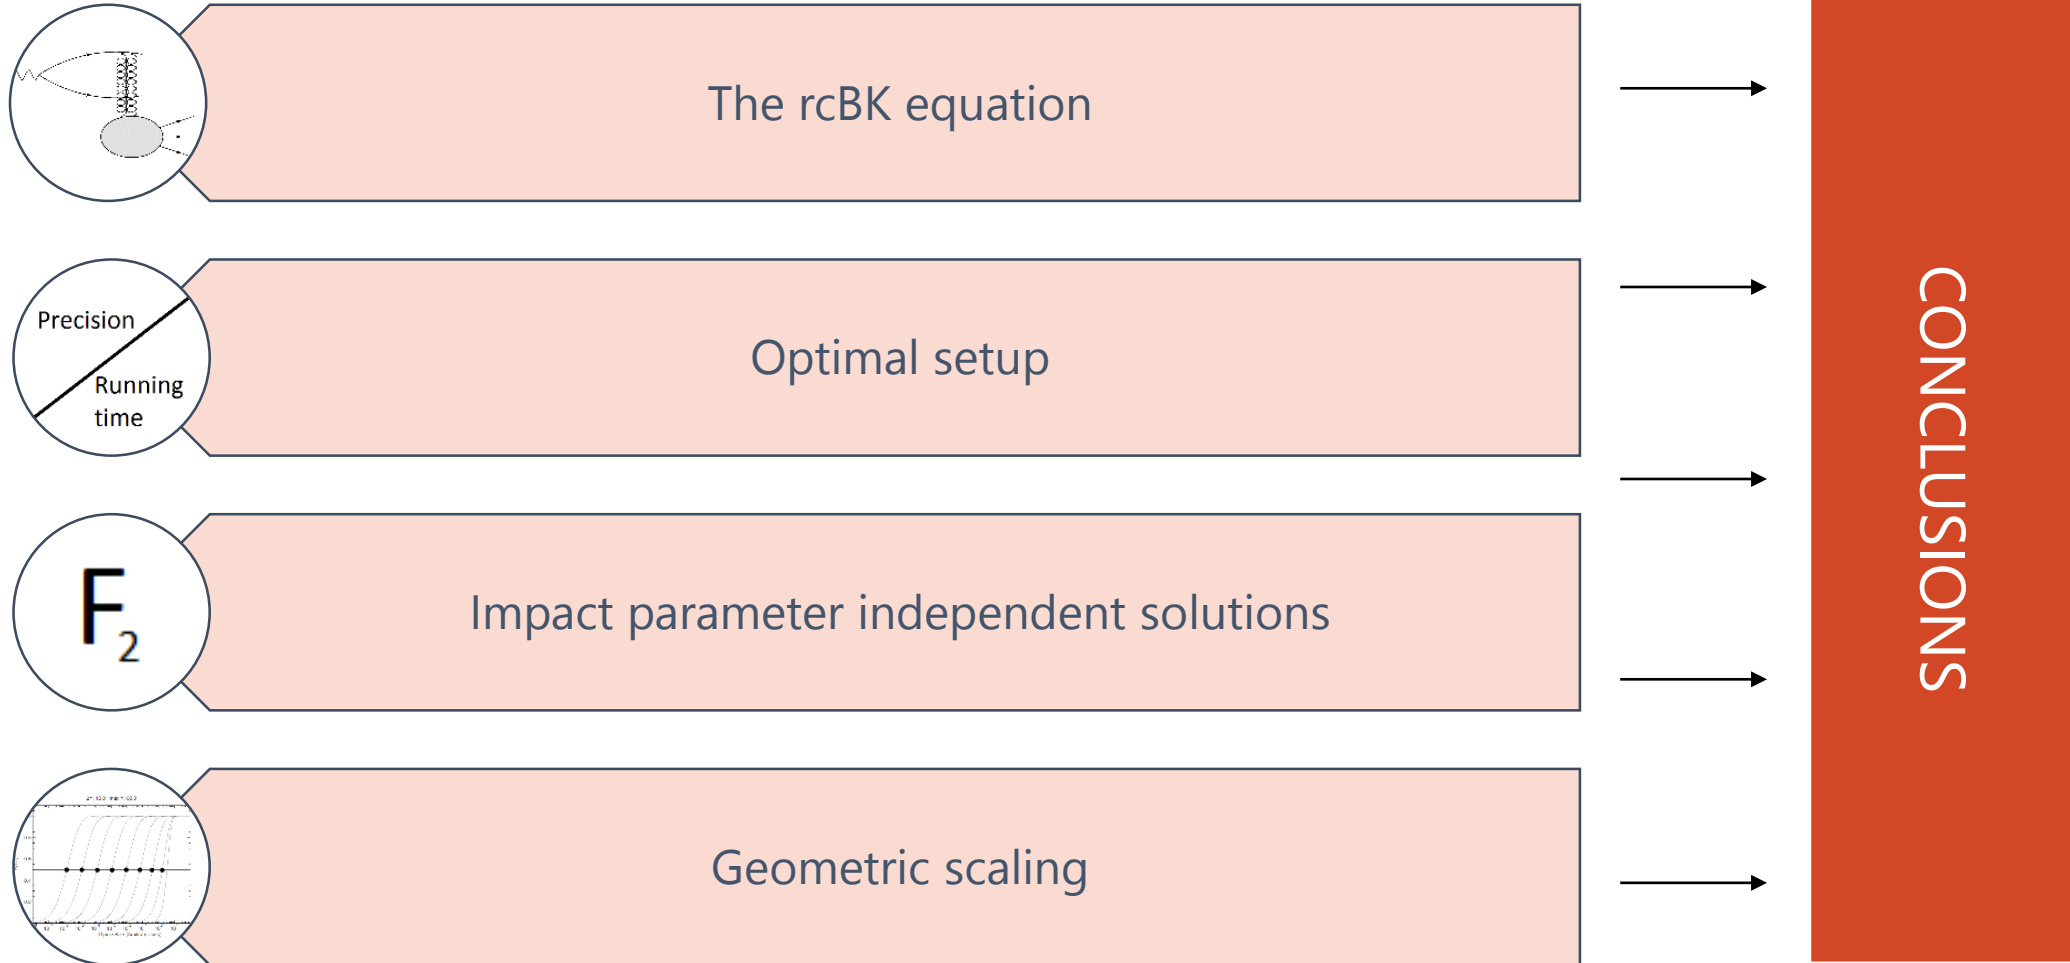 The rcBK equation
Precision
Running
time
Optimal setup
F2
Impact parameter independent solutions
Geometric scaling
CONCLUSIONS